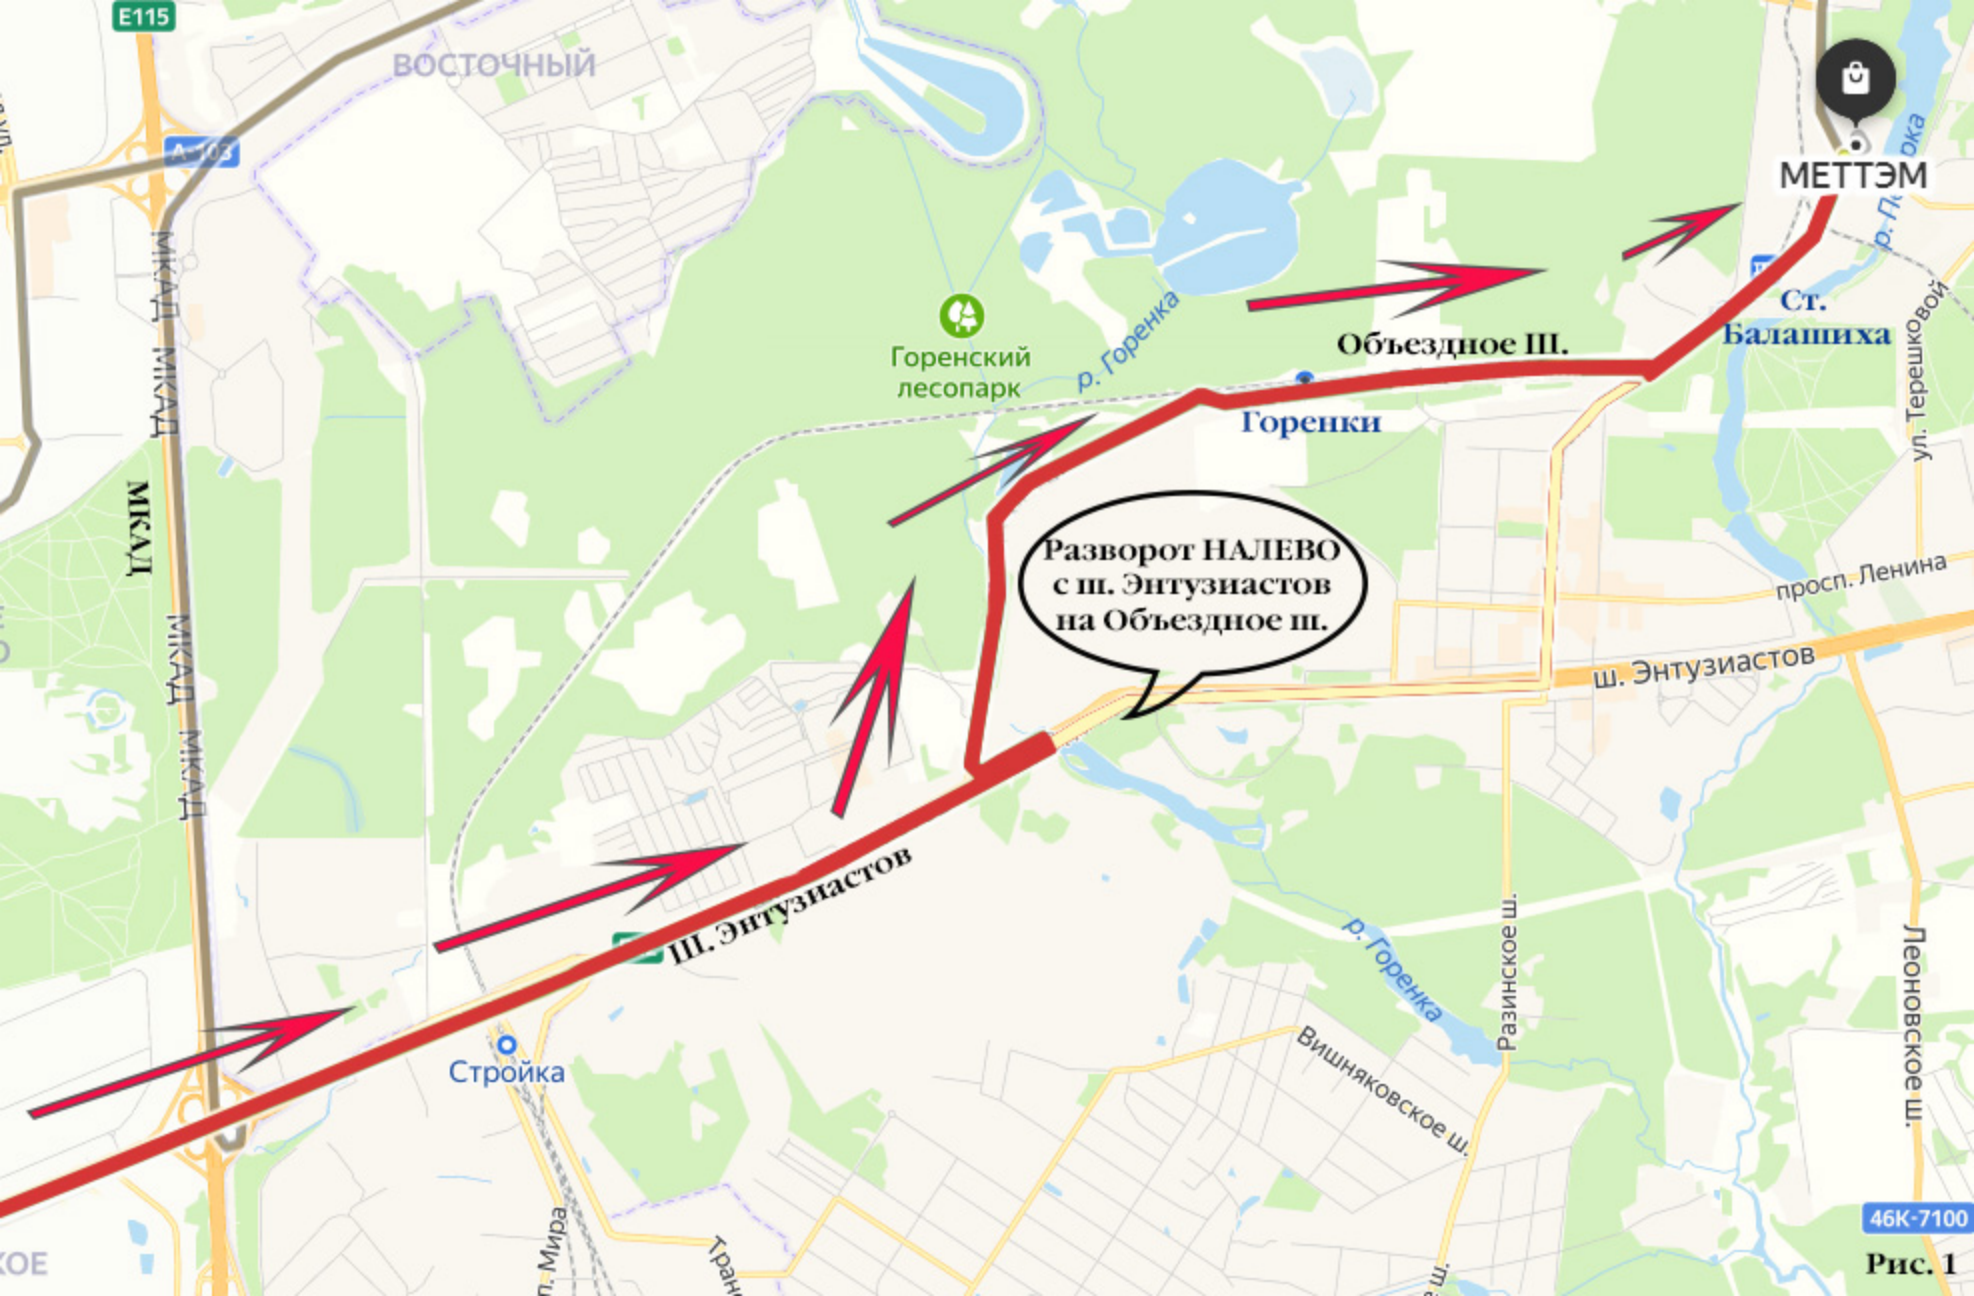 E115
ВОСТОЧНЫЙ
А-103
МЕТТЭМ
МКАД МКАД
Горенский
лесопарк
р. Горенка
Объездное Ш.
Ст.
Балашиха
Горенки
ул. Терешковой
МКАД
Разворот НАЛЕВО
с ш. Энтузиастов
на Объездное ш.
просп. Ленина
ш. Энтузиастов
МКАД МКАД
Ш. Энтузиастов
Стройка
р. Горенка
Разинское ш.
Леоновское ш.
Вишняковское ш.
46К-7100
Рис. 1